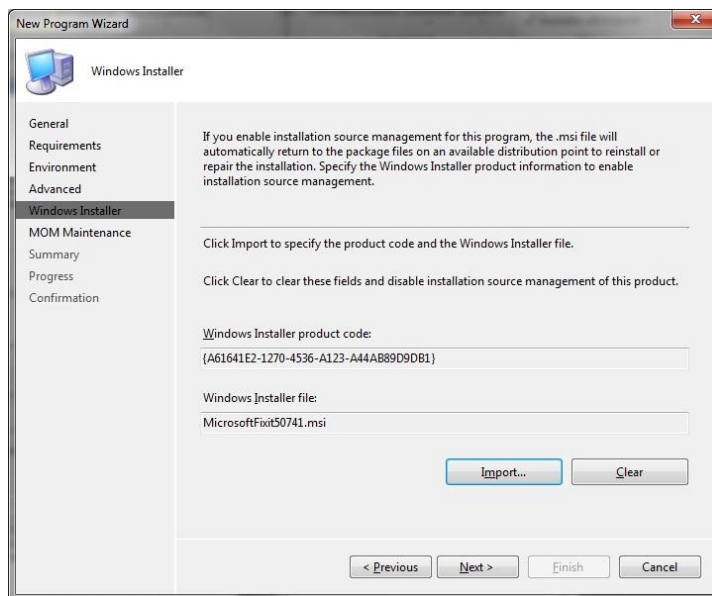 New Program Wizard
Windows Installer
General
Requirements
Environment
Advanced
Windows Installer
MOM Maintenance
Summary
Progress
Confirmation
If you enable installation source management for this program, the .msi file will
automatically return to the package files on an available distribution point to reinstall or
repair the installation. Specify the Windows Installer product information to enable
installation source management.
Click Import to specify the product code and the Windows Installer file.
Click Clear to clear these fields and disable installation source management of this product.
Windows Installer product code:
{A61641E2-1270-4536-A123-A44AB89D9DB1}
Windows Installer file:
MicrosoftFixit50741.msi
Import...
Clear
< Previous
Next >
Finish
Cancel